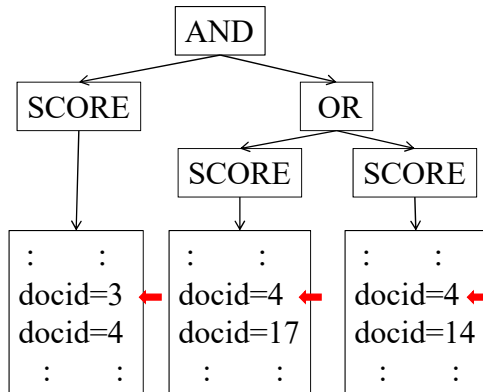 AND
SCORE
OR
SCORE
SCORE
: :
docid=3
docid=4
: :
: :
docid=4
docid=17
: :
: :
docid=4
docid=14
: :